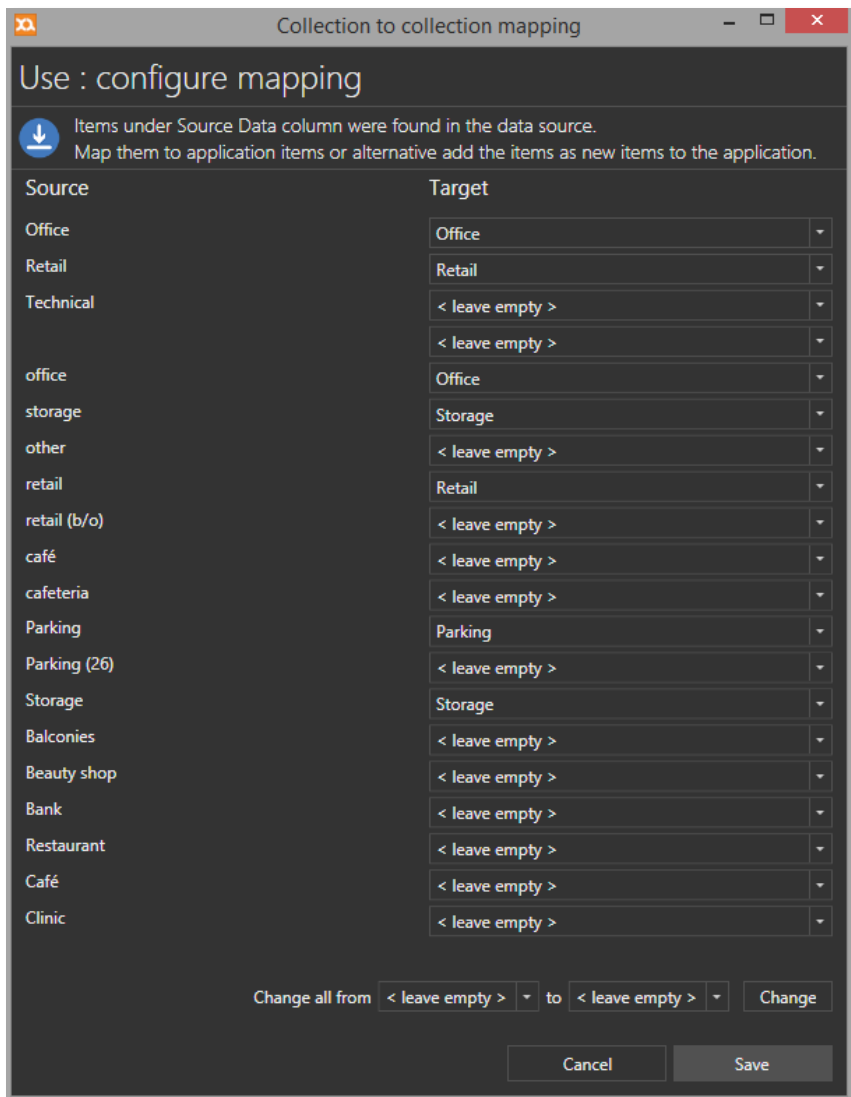 Collection to collection mapping
Use : configure mapping
Items under Source Data column were found in the data source.
Map them to application items or alternative add the items as new items to the application.
Source Target
Office Office
Retail Retail
Technical < leave empty >
< leave empty >
office Office
storage Storage
other < leave empty >
retail Retail
retail (b/o) < leave empty >
café < leave empty >
cafeteria < leave empty >
Parking Parking
Parking (26) < leave empty >
Storage Storage
Balconies < leave empty >
Beauty shop < leave empty >
Bank < leave empty >
Restaurant < leave empty >
Café < leave empty >
Clinic < leave empty >
Change all from < leave empty > to < leave empty > Change
Cancel Save